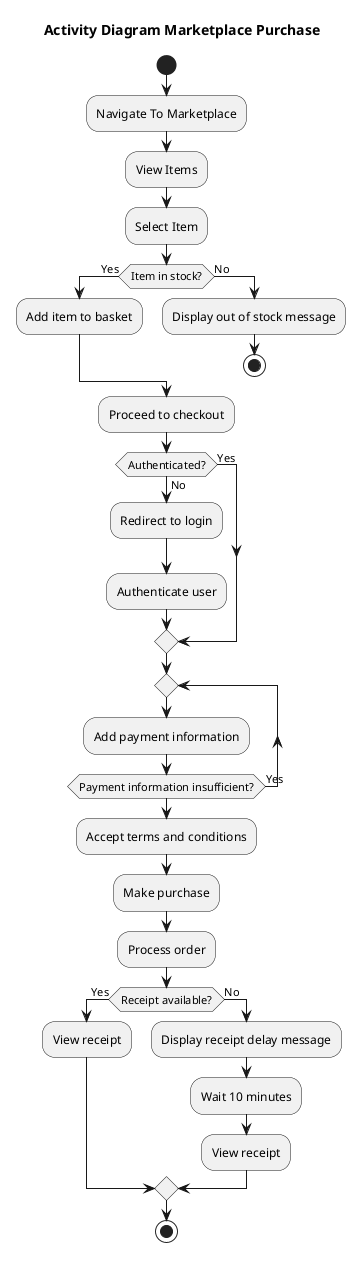 Activity Diagram Marketplace Purchase
Navigate To Marketplace
View Items
Select Item
Yes
Item in stock?
No
Add item to basket
Display out of stock message
Proceed to checkout
Authenticated?
Yes
No
Redirect to login
Authenticate user
Add payment information
Payment information insufficient?
Yes
Accept terms and conditions
Make purchase
Process order
Yes
Receipt available?
No
View receipt
Display receipt delay message
Wait 10 minutes
View receipt